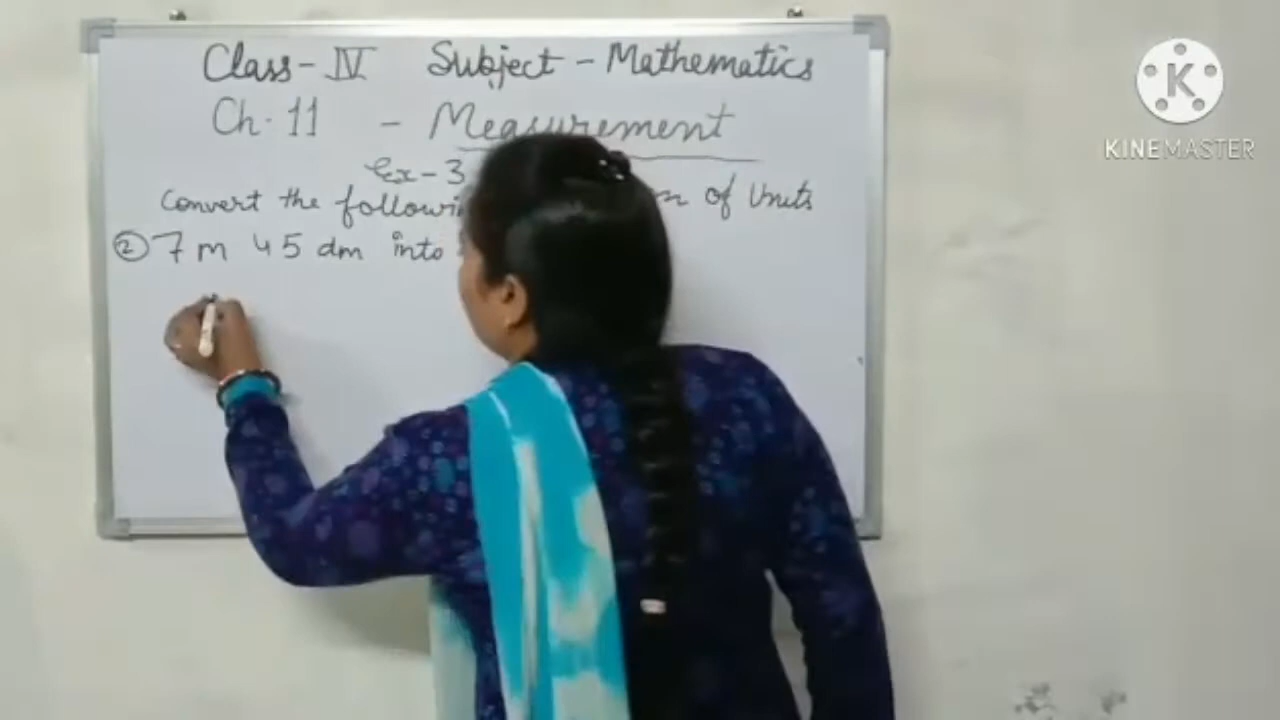 Class - IV Subject - Mathematics
Ch. 11 - Measurement
Ex - 3
Convert the of Units
② 7 m 45 dm into
KINEMASTER